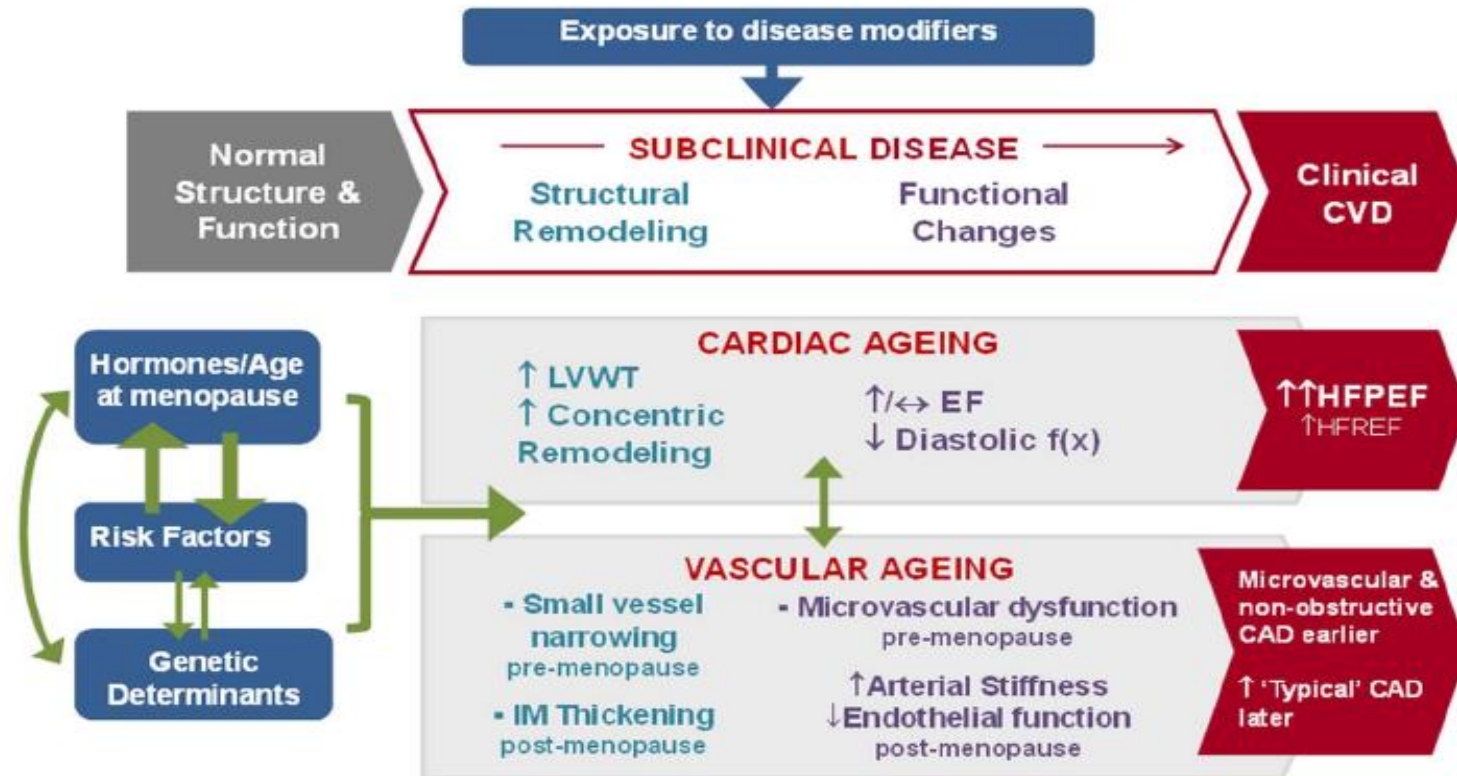 Exposure to disease modifiers
Normal
Structure &
Function
SUBCLINICAL DISEASE
Structural
Remodeling
Functional
Changes
Clinical
CVD
Hormones/Age
at menopause
Risk Factors
Genetic
Determinants
CARDIAC AGEING
↑ LVWT
↑ Concentric
Remodeling
↑/↔ EF
↓ Diastolic f(x)
↑↑HFPEF
↑HFREF
VASCULAR AGEING
- Small vessel
narrowing
pre-menopause
- IM Thickening
post-menopause
- Microvascular dysfunction
pre-menopause
↑Arterial Stiffness
↓Endothelial function
post-menopause
Microvascular &
non-obstructive
CAD earlier
↑ ‘Typical’ CAD
later